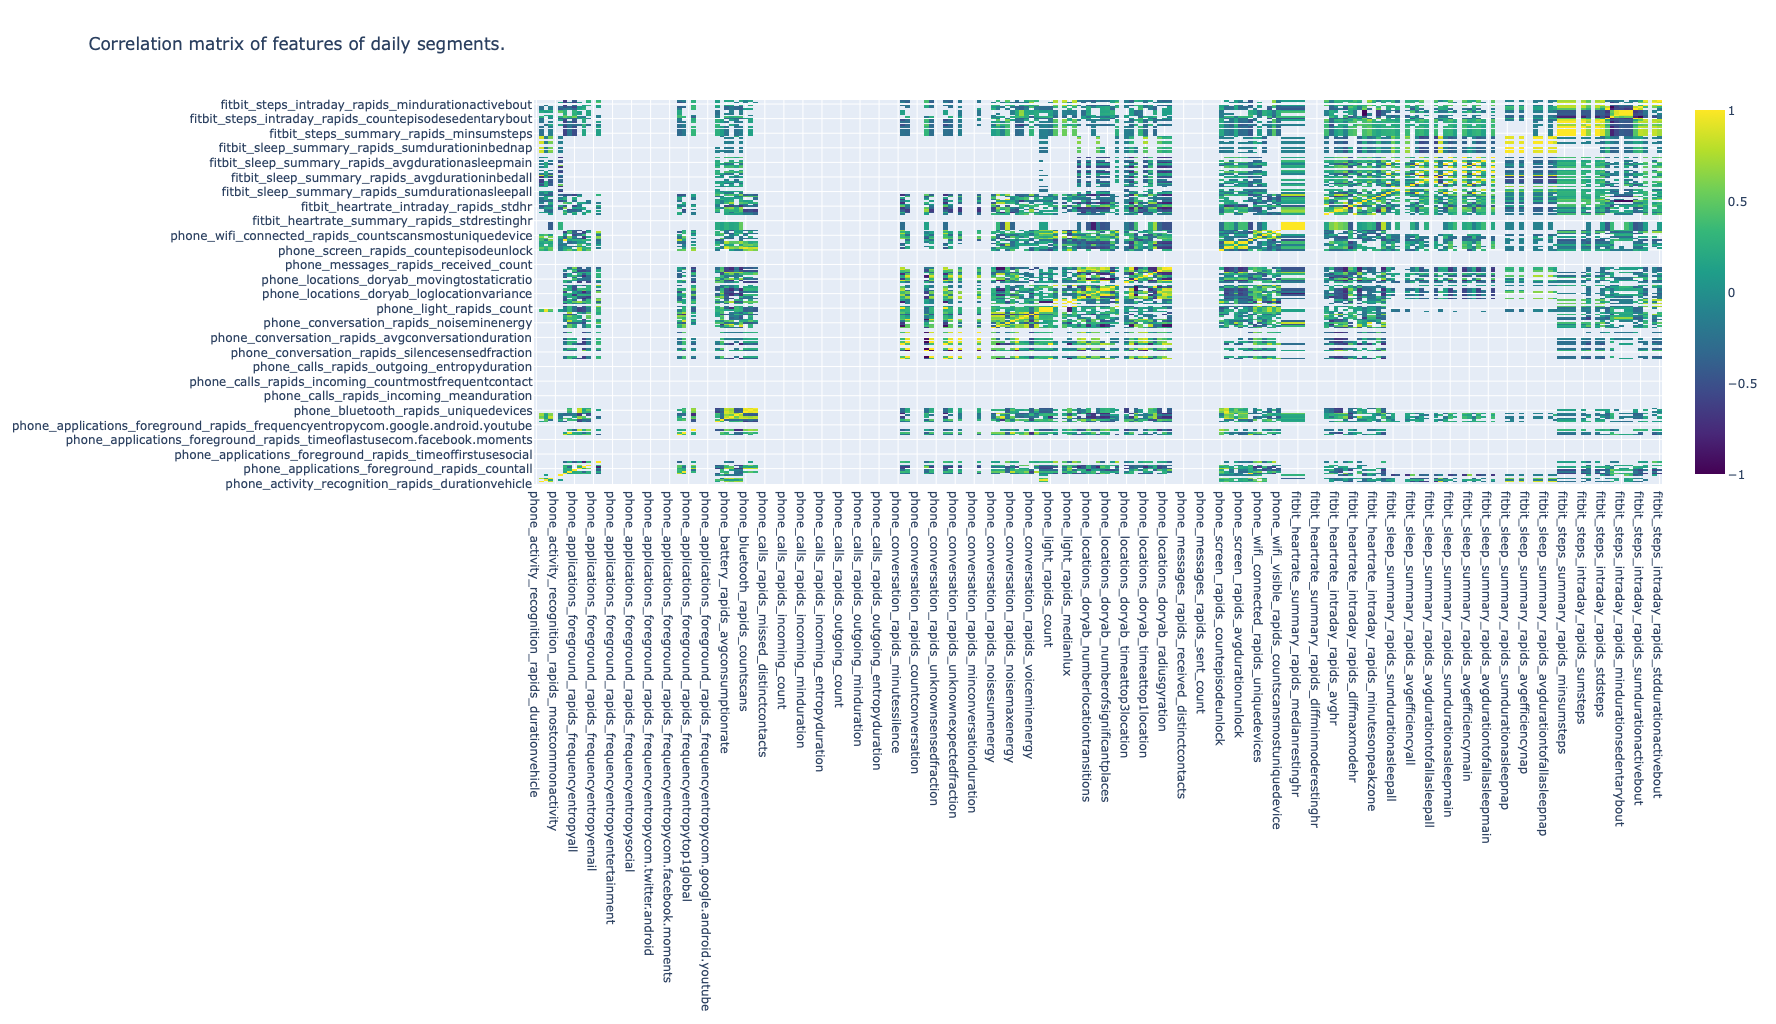 Correlation matrix of features of daily segments.
fitbit_steps_intraday_rapids_mindurationactivebout
fitbit_steps_intraday_rapids_countepisodesedentarybout
fitbit_steps_summary_rapids_minsumsteps
fitbit_sleep_summary_rapids_sumdurationinbednap
fitbit_sleep_summary_rapids_avgdurationasleepmain
fitbit_sleep_summary_rapids_avgdurationinbedall
fitbit_sleep_summary_rapids_sumdurationasleepall
fitbit_heartrate_intraday_rapids_stdhr
fitbit_heartrate_summary_rapids_stdrestinghr
phone_wifi_connected_rapids_countscansmostuniquedevice
phone_screen_rapids_countepisodeunlock
phone_messages_rapids_received_count
phone_locations_doryab_movingtostaticratio
phone_locations_doryab_loglocationvariance
phone_light_rapids_count
phone_conversation_rapids_noiseminenergy
phone_conversation_rapids_avgconversationduration
phone_conversation_rapids_silencesensedfraction
phone_calls_rapids_outgoing_entropyduration
phone_calls_rapids_incoming_countmostfrequentcontact
phone_calls_rapids_incoming_meanduration
phone_bluetooth_rapids_uniquedevices
phone_applications_foreground_rapids_frequencyentropycom.google.android.youtube
phone_applications_foreground_rapids_timeoflastusecom.facebook.moments
phone_applications_foreground_rapids_timeoffirstusesocial
phone_applications_foreground_rapids_countall
phone_activity_recognition_rapids_durationvehicle
phone_activity_recognition_rapids_durationvehicle
phone_activity_recognition_rapids_mostcommonactivity
phone_applications_foreground_rapids_frequencyentropyall
phone_applications_foreground_rapids_frequencyentropyemail
phone_applications_foreground_rapids_frequencyentropyentertainment
phone_applications_foreground_rapids_frequencyentropysocial
phone_applications_foreground_rapids_frequencyentropycom.twitter.android
phone_applications_foreground_rapids_frequencyentropycom.facebook.moments
phone_applications_foreground_rapids_frequencyentropytop1global
phone_applications_foreground_rapids_frequencyentropycom.google.android.youtube
phone_battery_rapids_avgconsumptionrate
phone_bluetooth_rapids_countscans
phone_calls_rapids_missed_distinctcontacts
phone_calls_rapids_incoming_count
phone_calls_rapids_incoming_minduration
phone_calls_rapids_incoming_entropyduration
phone_calls_rapids_outgoing_count
phone_calls_rapids_outgoing_minduration
phone_calls_rapids_outgoing_entropyduration
phone_conversation_rapids_minutessilence
phone_conversation_rapids_countconversation
phone_conversation_rapids_unknownsensedfraction
phone_conversation_rapids_unknownexpectedfraction
phone_conversation_rapids_minconversationduration
phone_conversation_rapids_noisesumenergy
phone_conversation_rapids_noisemaxenergy
phone_conversation_rapids_voiceminenergy
phone_light_rapids_count
phone_light_rapids_medianlux
phone_locations_doryab_numberlocationtransitions
phone_locations_doryab_numberofsignificantplaces
phone_locations_doryab_timeattop3location
phone_locations_doryab_timeattop1location
phone_locations_doryab_radiusgyration
phone_messages_rapids_received_distinctcontacts
phone_messages_rapids_sent_count
phone_screen_rapids_countepisodeunlock
phone_screen_rapids_avgdurationunlock
phone_wifi_connected_rapids_uniquedevices
phone_wifi_visible_rapids_countscansmostuniquedevice
fitbit_heartrate_summary_rapids_medianrestinghr
fitbit_heartrate_summary_rapids_diffminmoderestinghr
fitbit_heartrate_intraday_rapids_avghr
fitbit_heartrate_intraday_rapids_diffmaxmodehr
fitbit_heartrate_intraday_rapids_minutesonpeakzone
fitbit_sleep_summary_rapids_sumdurationasleepall
fitbit_sleep_summary_rapids_avgefficiencyall
fitbit_sleep_summary_rapids_avgdurationtofallasleepall
fitbit_sleep_summary_rapids_sumdurationasleepmain
fitbit_sleep_summary_rapids_avgefficiencymain
fitbit_sleep_summary_rapids_avgdurationtofallasleepmain
fitbit_sleep_summary_rapids_sumdurationasleepnap
fitbit_sleep_summary_rapids_avgefficiencynap
fitbit_sleep_summary_rapids_avgdurationtofallasleepnap
fitbit_steps_summary_rapids_minsumsteps
fitbit_steps_intraday_rapids_sumsteps
fitbit_steps_intraday_rapids_stdsteps
fitbit_steps_intraday_rapids_mindurationsedentarybout
fitbit_steps_intraday_rapids_sumdurationactivebout
fitbit_steps_intraday_rapids_stddurationactivebout
1
0.5
0
−0.5
−1